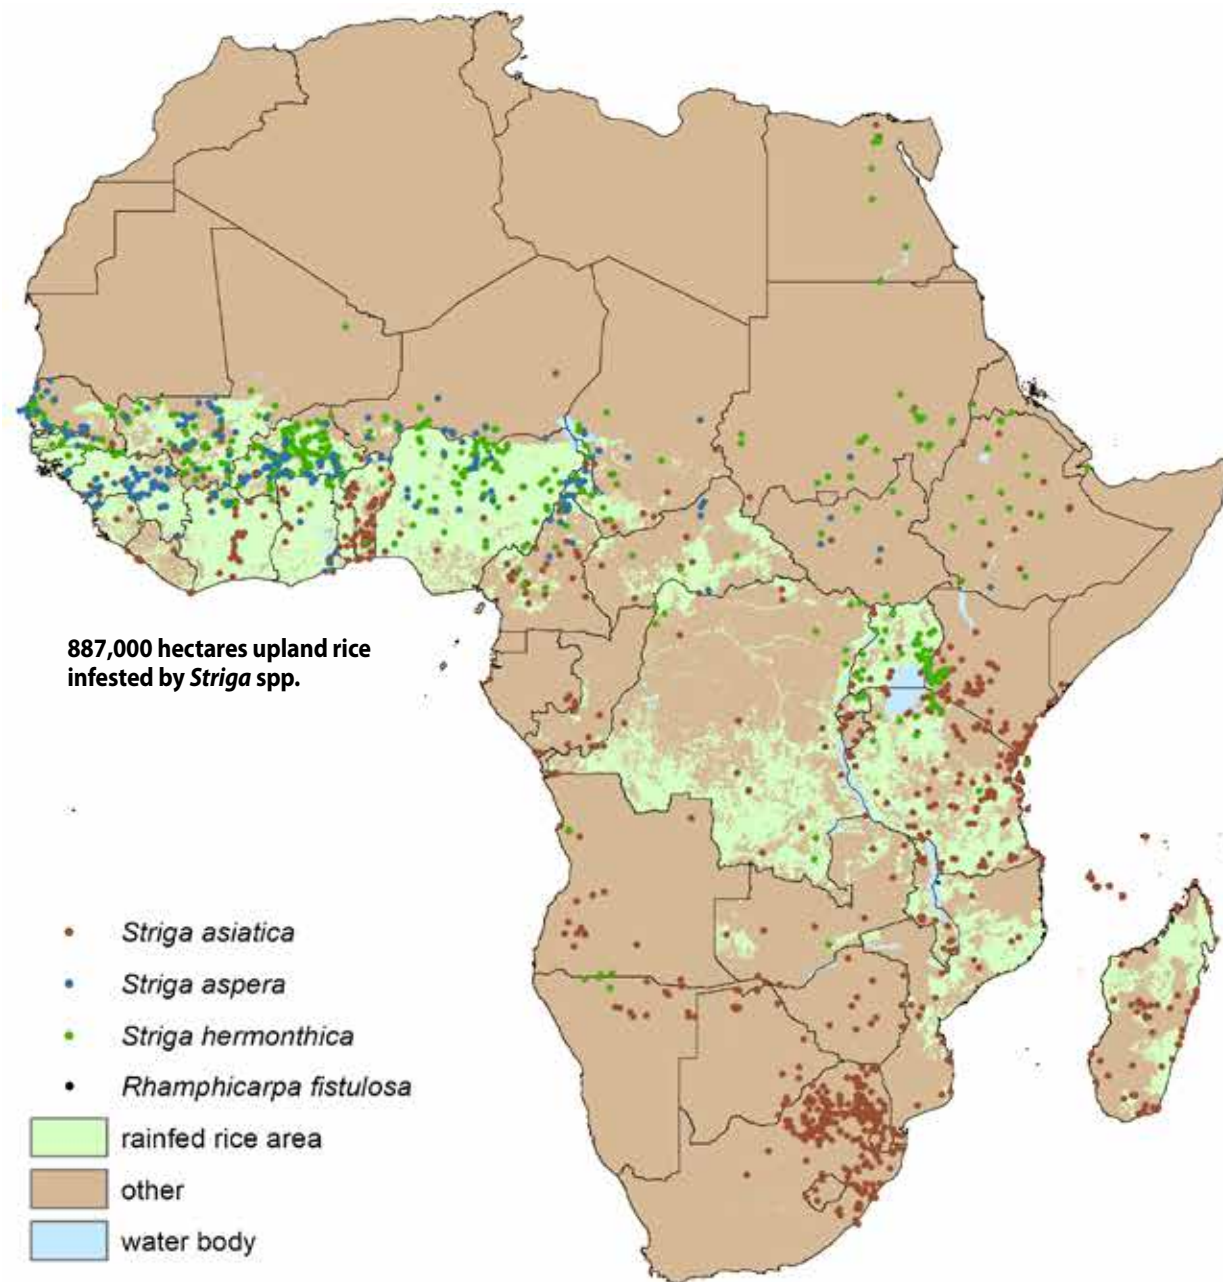 887,000 hectares upland rice
infested by Striga spp.
Striga asiatica
Striga aspera
Striga hermonthica
Rhamphicarpa fistulosa
rainfed rice area
other
water body